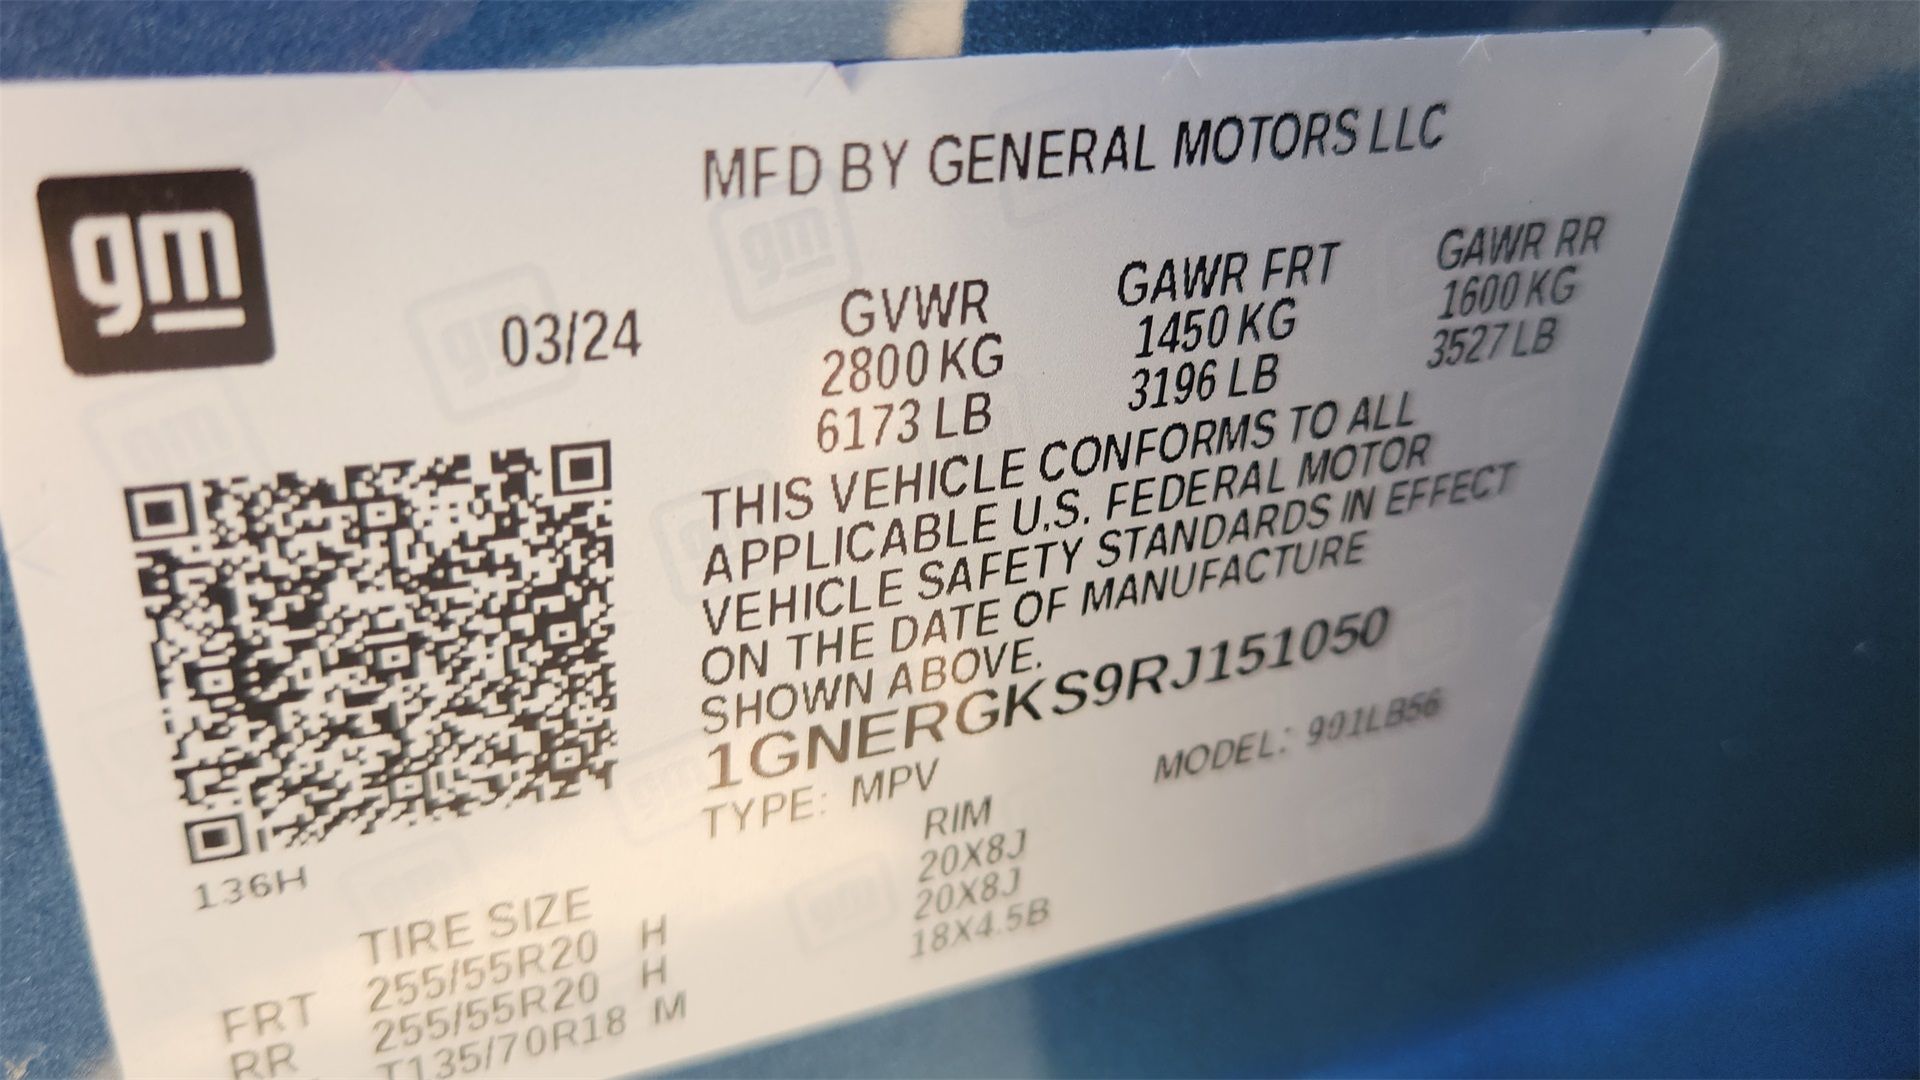 MFD BY GENERAL MOTORS LLC
gm
03/24
GVWR GAWR FRT GAWR RR
2800 KG 1450 KG 1600 KG
6173 LB 3196 LB 3527 LB
THIS VEHICLE CONFORMS TO ALL
APPLICABLE U.S. FEDERAL MOTOR
VEHICLE SAFETY STANDARDS IN EFFECT
ON THE DATE OF MANUFACTURE
SHOWN ABOVE.
1GNERGKS9RJ151050
TYPE: MPV MODEL:
136H
TIRE SIZE RIM
FRT 255/55R20 H 20X8J
RR 255/55R20 H 20X8J
T135/70R18 M 18X4.5B